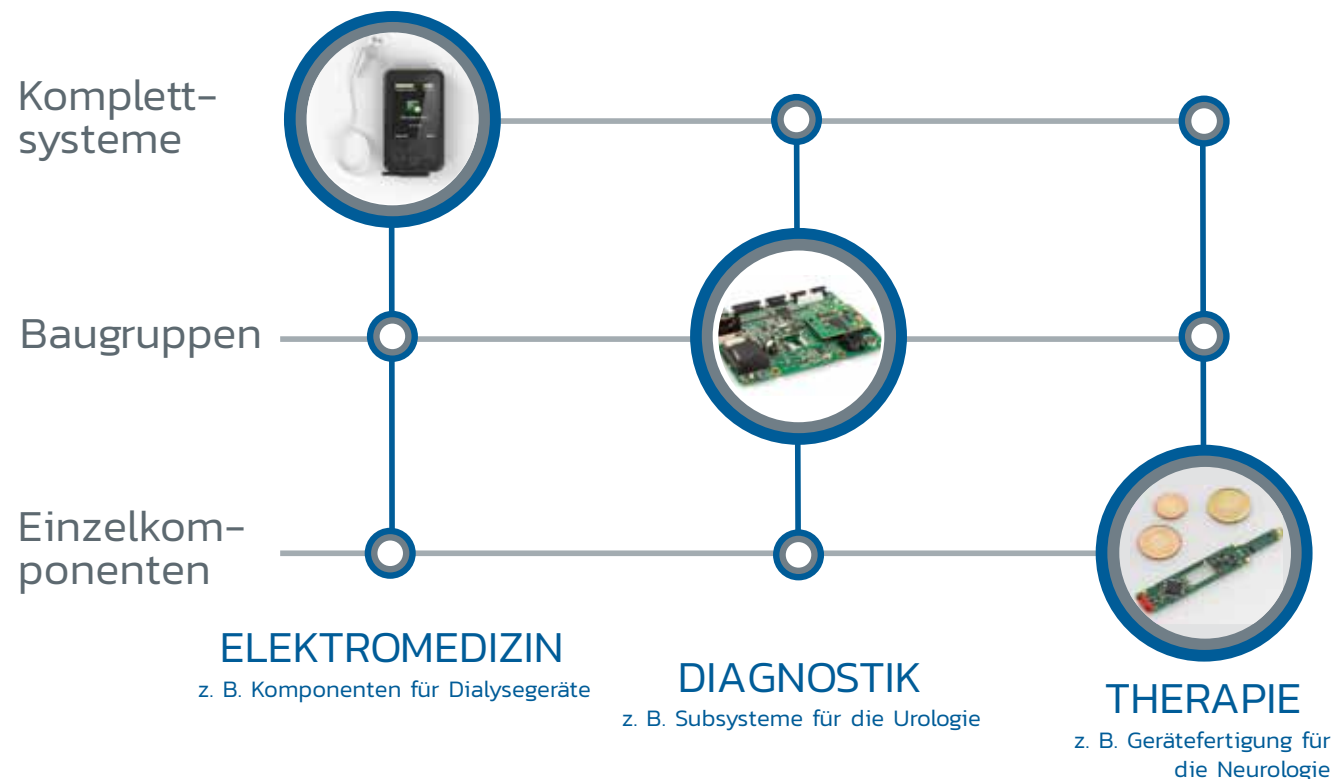 Komplett-
systeme
Baugruppen
Einzelkom-
ponenten
ELEKTROMEDIZIN
z. B. Komponenten für Dialysegeräte
DIAGNOSTIK
z. B. Subsysteme für die Urologie
THERAPIE
z. B. Gerätefertigung für
die Neurologie